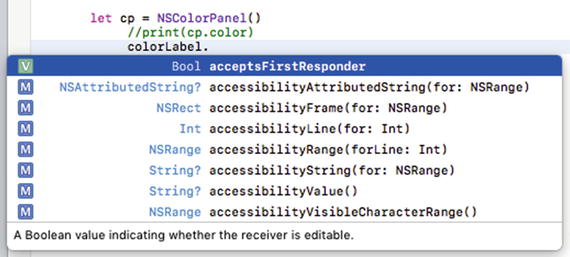 let cp = NSColorPanel()
//print(cp.color)
colorLabel.
V Bool acceptsFirstResponder
M NSAttributedString? accessibilityAttributedString(for: NSRange)
M NSRect accessibilityFrame(for: NSRange)
M Int accessibilityLine(for: Int)
M NSRange accessibilityRange(forLine: Int)
M String? accessibilityString(for: NSRange)
M String? accessibilityValue()
M NSRange accessibilityVisibleCharacterRange()
A Boolean value indicating whether the receiver is editable.